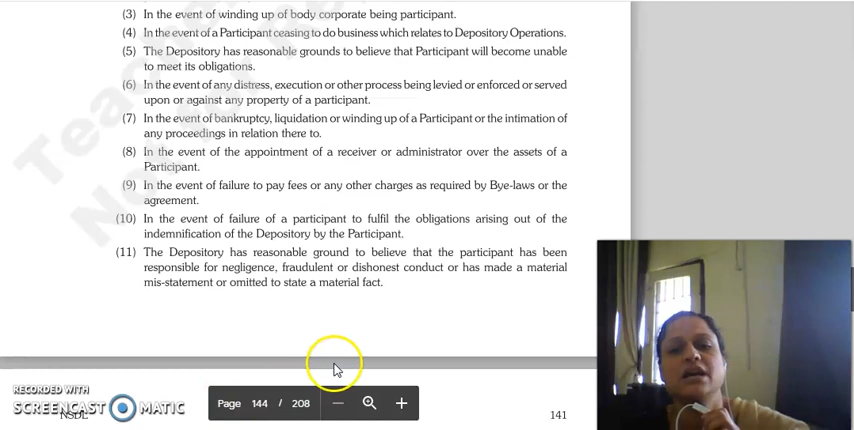 (3) In the event of winding up of body corporate being participant.
(4) In the event of a Participant ceasing to do business which relates to Depository Operations.
(5) The Depository has reasonable grounds to believe that Participant will become unable
to meet its obligations.
(6) In the event of any distress, execution or other process being levied or enforced or served
upon or against any property of a participant.
(7) In the event of bankruptcy, liquidation or winding up of a Participant or the intimation of
any proceedings in relation there to.
(8) In the event of the appointment of a receiver or administrator over the assets of a
Participant.
(9) In the event of failure to pay fees or any other charges as required by Bye-laws or the
agreement.
(10) In the event of failure of a participant to fulfil the obligations arising out of the
indemnification of the Depository by the Participant.
(11) The Depository has reasonable ground to believe that the participant has been
responsible for negligence, fraudulent or dishonest conduct or has made a material
mis-statement or omitted to state a material fact.
RECORDED WITH
SCREENCAST MATIC
NSDL
Page 144 / 208
141